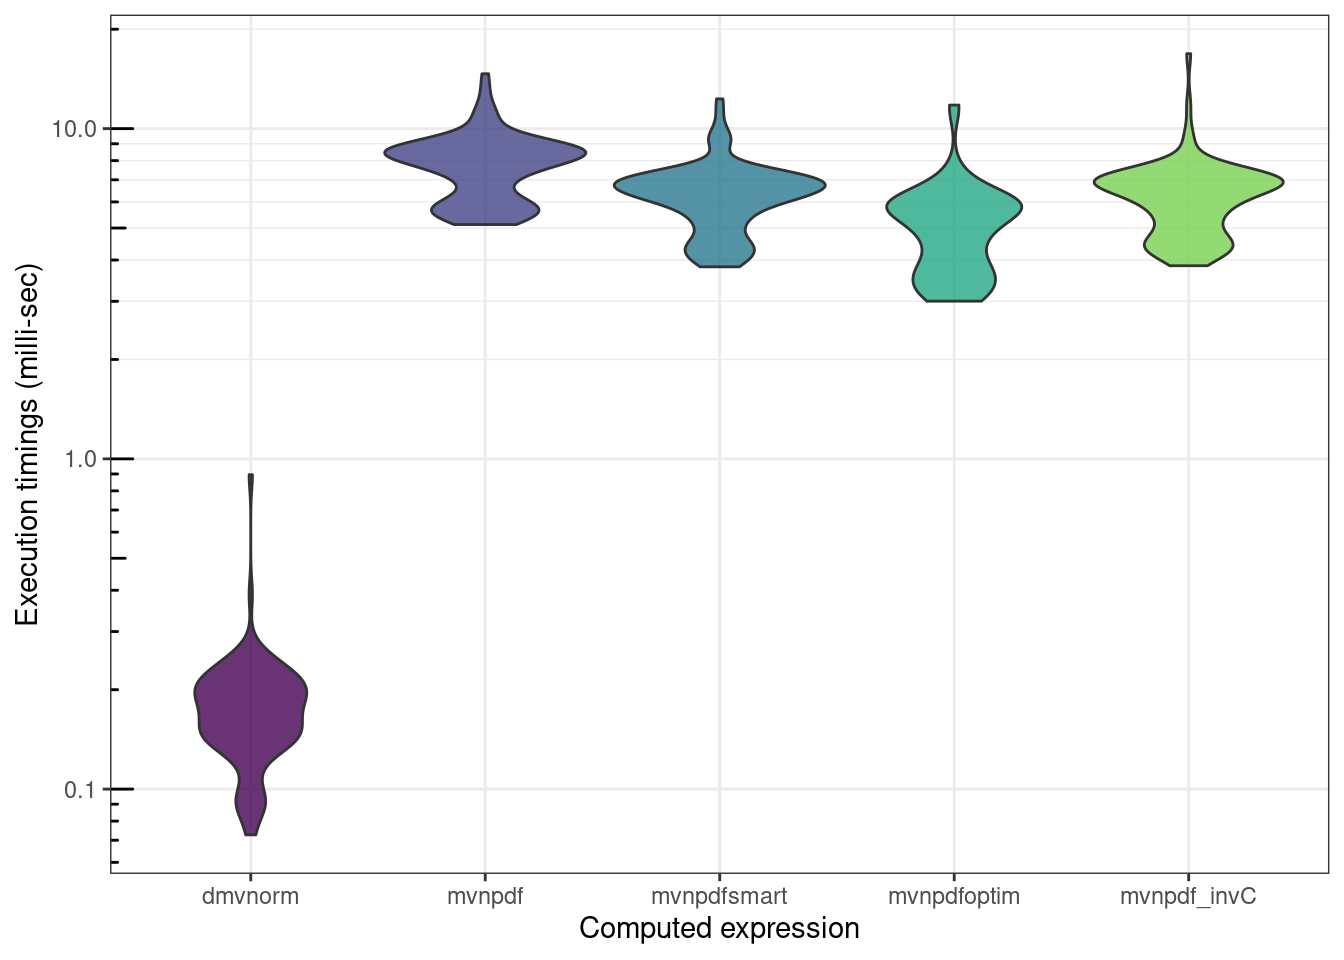 Execution timings (milli-sec)
10.0
1.0
0.1
dmvnorm
mvnpdf
mvnpdfsmart
mvnpdfoptim
mvnpdf_invC
Computed expression